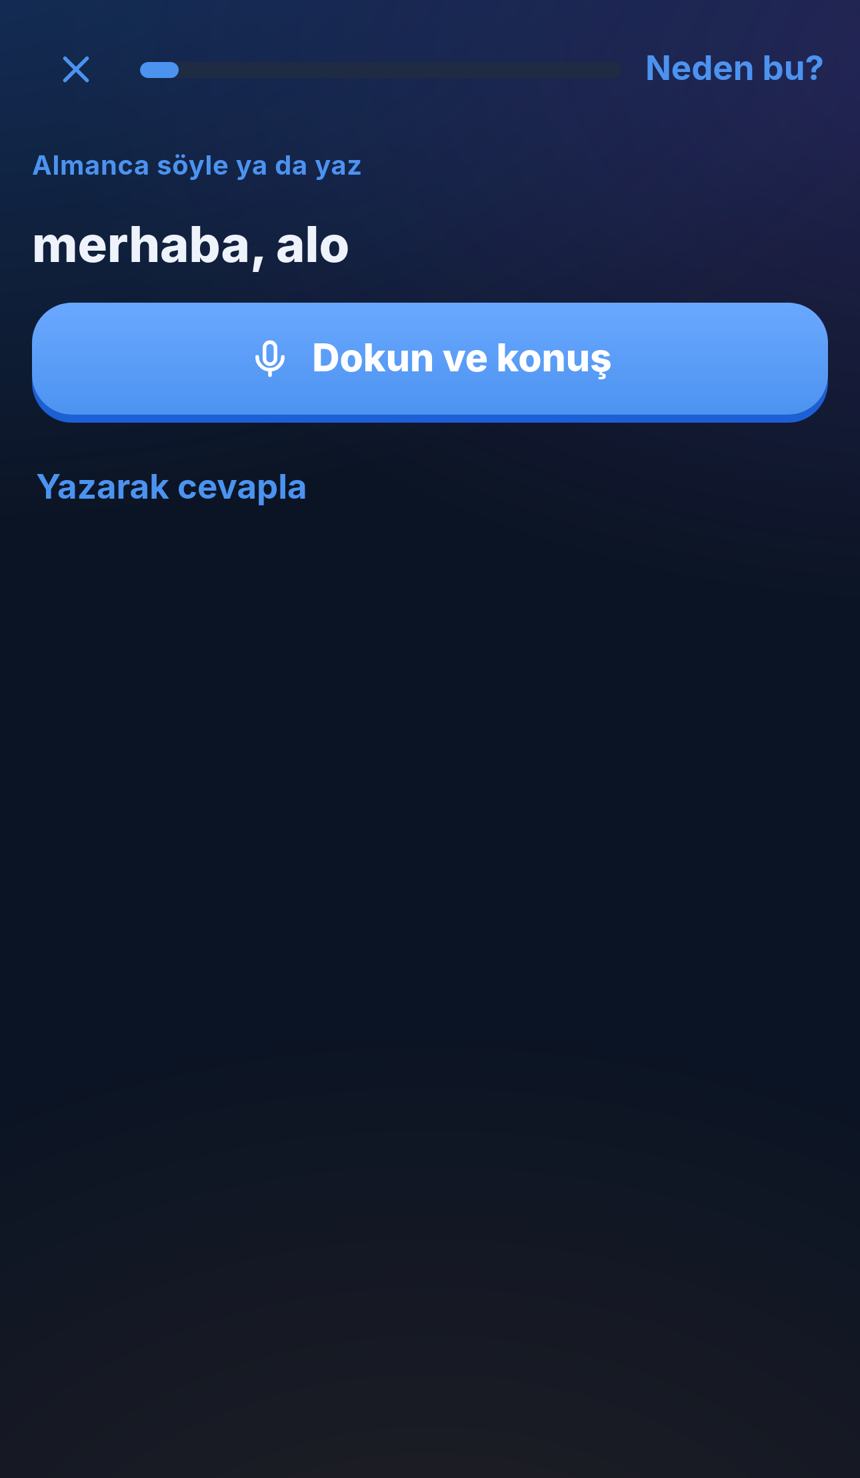 Neden bu?
Almanca söyle ya da yaz
merhaba, alo
Dokun ve konuş
Yazarak cevapla